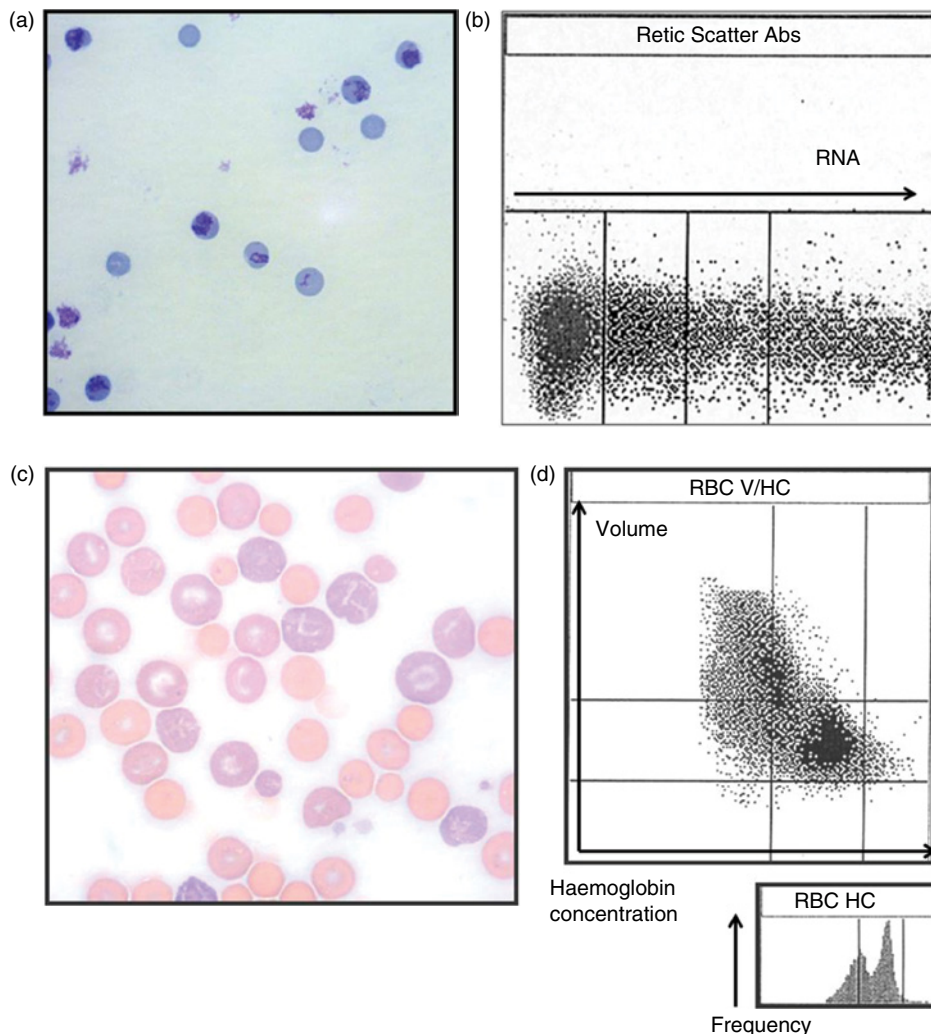 (a)
(b)
Retic Scatter Abs
RNA
(c)
(d)
RBC V/HC
Volume
Haemoglobin
concentration
RBC HC
Frequency